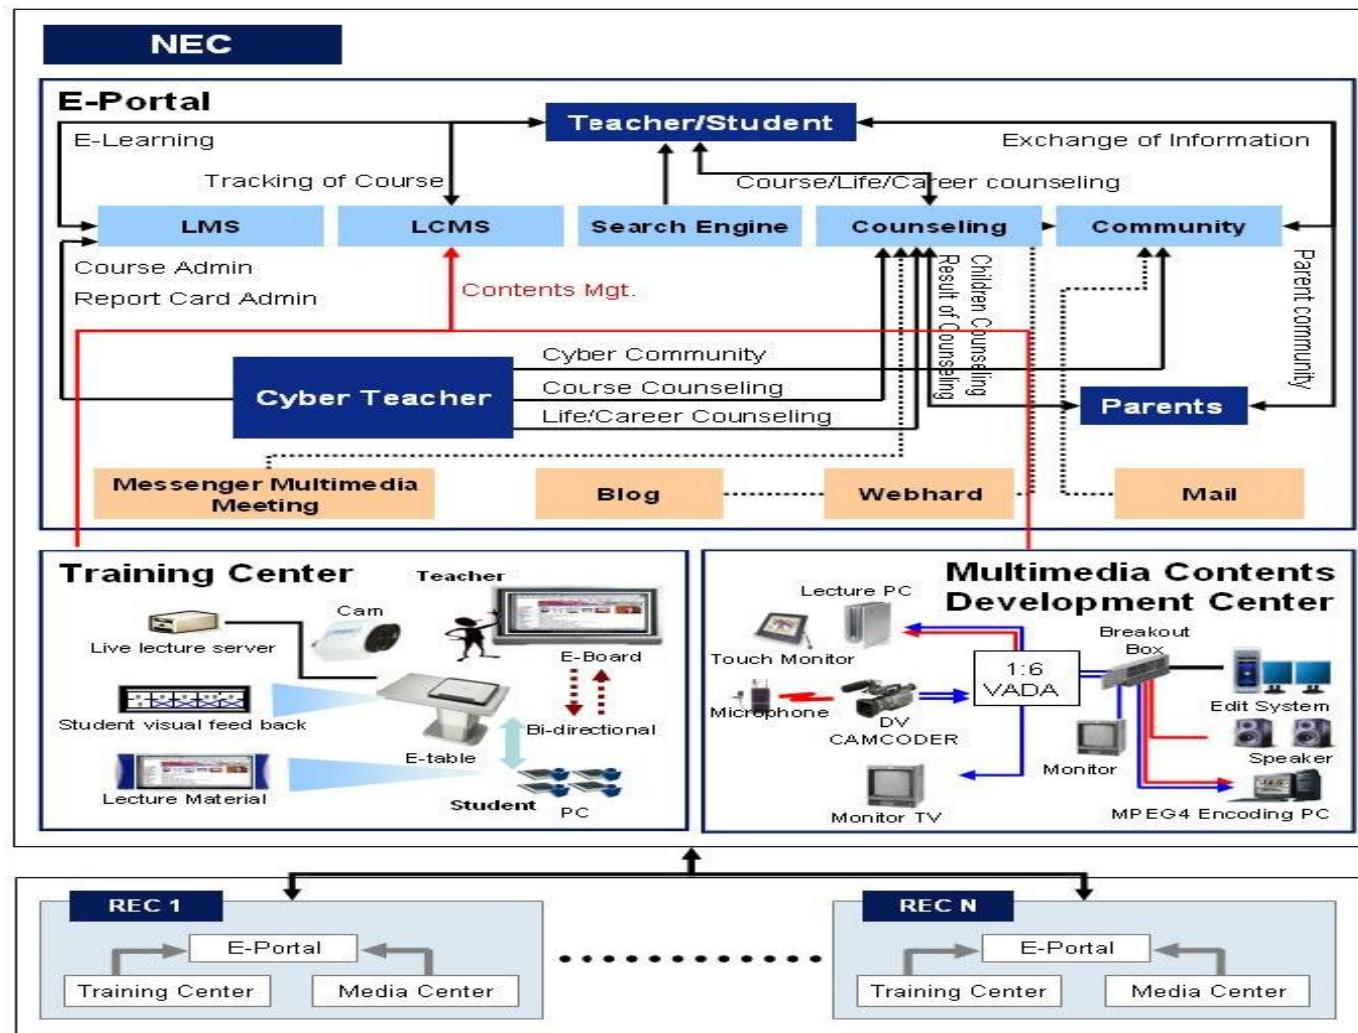 NEC
E-Portal
Teacher/Student
E-Learning
Exchange of Information
Tracking of Course
Course/Life/Career counseling
LMS
LCMS
Search Engine
Counseling
Community
Course Admin
Report Card Admin
Contents Mgt.
Children Counseling
Result of Counseling
Parent community
Cyber Community
Cyber Teacher
Course Counseling
Life/Career Counseling
Parents
Messenger Multimedia
Meeting
Blog
Webhard
Mail
Training Center
Teacher
Cam
Live lecture server
E-Board
Student visual feed back
Bi-directional
E-table
Lecture Material
Student
PC
Multimedia Contents
Development Center
Lecture PC
Breakout
Box
Touch Monitor
1:6
VADA
Microphone
DV
CAMCODER
Edit System
Monitor
Speaker
Monitor TV
MPEG4 Encoding PC
REC 1
E-Portal
Training Center
Media Center
REC N
E-Portal
Training Center
Media Center